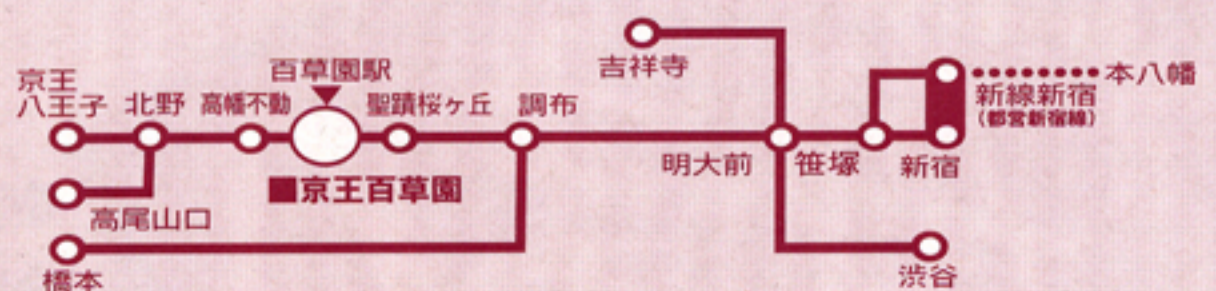 吉祥寺
本八幡
新線新宿
(都営新宿線)
京王
八王子
北野
高幡不動
百草園駅
聖蹟桜ヶ丘
調布
明大前
笹塚
新宿
■京王百草園
高尾山口
橋本
渋谷